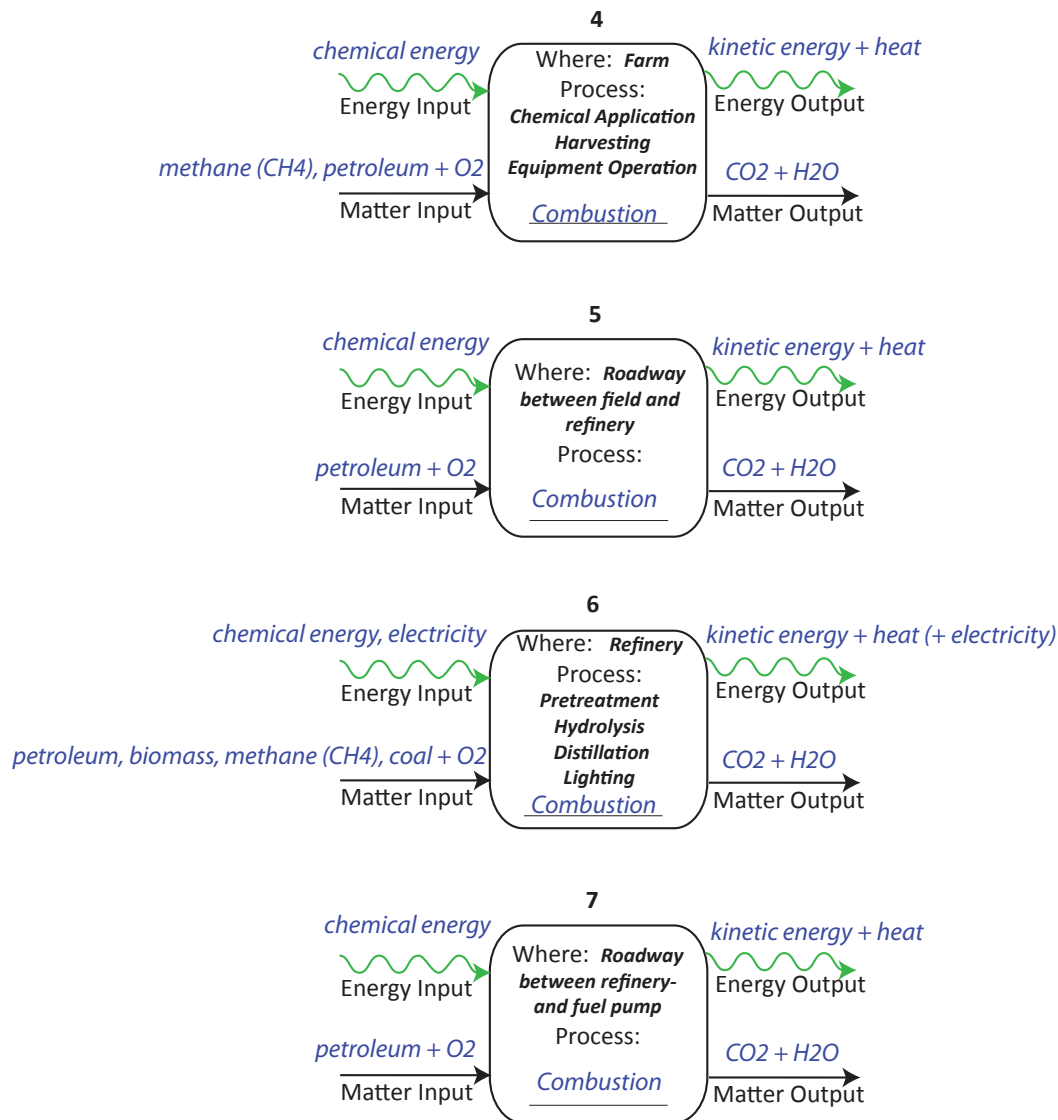 4
chemical energy
Energy Input
methane (CH4), petroleum + O2
Matter Input
Where: Farm
Process:
Chemical Application
Harvesting
Equipment Operation
Combustion
kinetic energy + heat
Energy Output
CO2 + H2O
Matter Output
5
chemical energy
Energy Input
petroleum + O2
Matter Input
Where: Roadway
between field and
refinery
Process:
Combustion
kinetic energy + heat
Energy Output
CO2 + H2O
Matter Output
6
chemical energy, electricity
Energy Input
petroleum, biomass, methane (CH4), coal + O2
Matter Input
Where: Refinery
Process:
Pretreatment
Hydrolysis
Distillation
Lighting
Combustion
kinetic energy + heat (+ electricity)
Energy Output
CO2 + H2O
Matter Output
7
chemical energy
Energy Input
petroleum + O2
Matter Input
Where: Roadway
between refinery-
and fuel pump
Process:
Combustion
kinetic energy + heat
Energy Output
CO2 + H2O
Matter Output